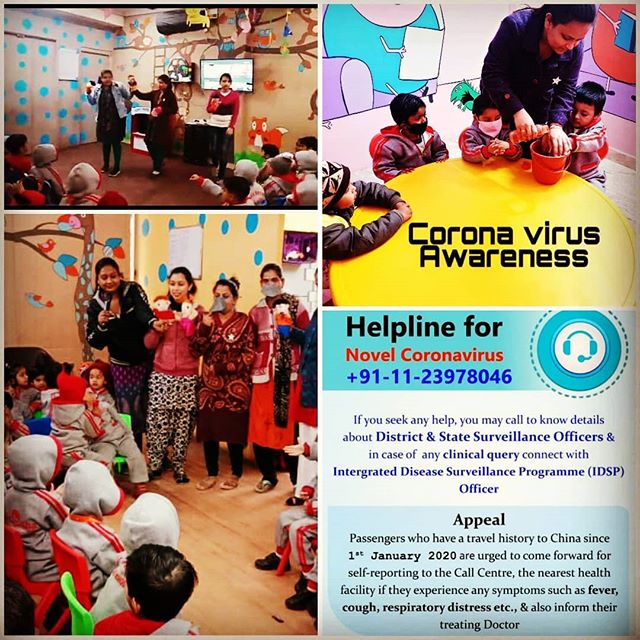 Corona virus
Awareness
Helpline for
Novel Coronavirus
+91-11-23978046
If you seek any help, you may call to know details
about District & State Surveillance Officers &
in case of any clinical query connect with
Intergrated Disease Surveillance Programme (IDSP)
Officer
Appeal
Passengers who have a travel history to China since
1st January 2020 are urged to come forward for
self-reporting to the Call Centre, the nearest health
facility if they experience any symptoms such as fever,
cough, respiratory distress etc., & also inform their
treating Doctor